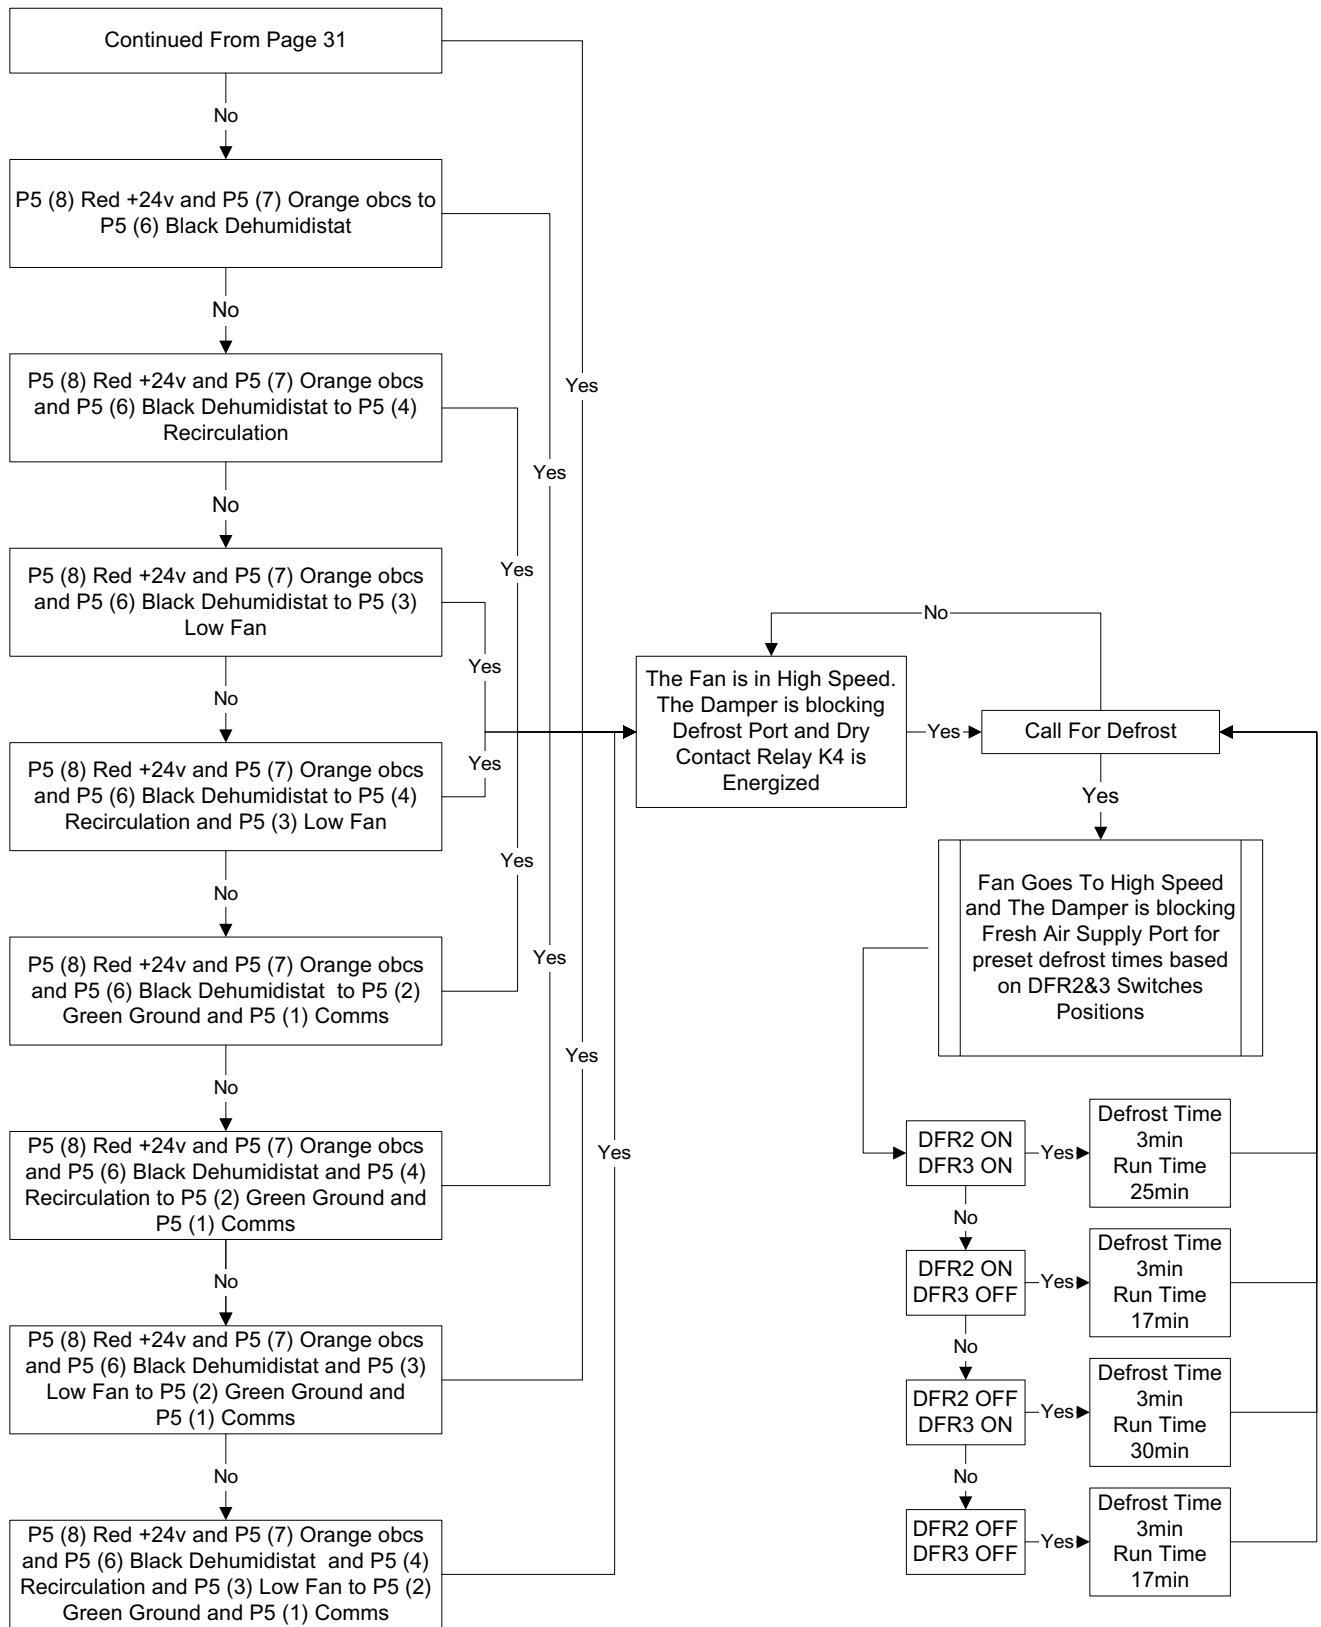 Continued From Page 31
No
P5 (8) Red +24v and P5 (7) Orange obcs to
P5 (6) Black Dehumidistat
No
P5 (8) Red +24v and P5 (7) Orange obcs
and P5 (6) Black Dehumidistat to P5 (4)
Recirculation
No
P5 (8) Red +24v and P5 (7) Orange obcs
and P5 (6) Black Dehumidistat to P5 (3)
Low Fan
No
P5 (8) Red +24v and P5 (7) Orange obcs
and P5 (6) Black Dehumidistat to P5 (4)
Recirculation and P5 (3) Low Fan
No
P5 (8) Red +24v and P5 (7) Orange obcs
and P5 (6) Black Dehumidistat  to P5 (2)
Green Ground and P5 (1) Comms
No
P5 (8) Red +24v and P5 (7) Orange obcs
and P5 (6) Black Dehumidistat and P5 (4)
Recirculation to P5 (2) Green Ground and
P5 (1) Comms
No
P5 (8) Red +24v and P5 (7) Orange obcs
and P5 (6) Black Dehumidistat and P5 (3)
Low Fan to P5 (2) Green Ground and
P5 (1) Comms
No
P5 (8) Red +24v and P5 (7) Orange obcs
and P5 (6) Black Dehumidistat  and P5 (4)
Recirculation and P5 (3) Low Fan to P5 (2)
Green Ground and P5 (1) Comms
Yes
Yes
Yes
Yes
Yes
Yes
Yes
Yes
Yes
The Fan is in High Speed.
The Damper is blocking
Defrost Port and Dry
Contact Relay K4 is
Energized
No
Yes
Call For Defrost
Yes
Fan Goes To High Speed
and The Damper is blocking
Fresh Air Supply Port for
preset defrost times based
on DFR2&3 Switches
Positions
DFR2 ON
DFR3 ON
Yes
Defrost Time
3min
Run Time
25min
No
DFR2 ON
DFR3 OFF
Yes
Defrost Time
3min
Run Time
17min
No
DFR2 OFF
DFR3 ON
Yes
Defrost Time
3min
Run Time
30min
No
DFR2 OFF
DFR3 OFF
Yes
Defrost Time
3min
Run Time
17min